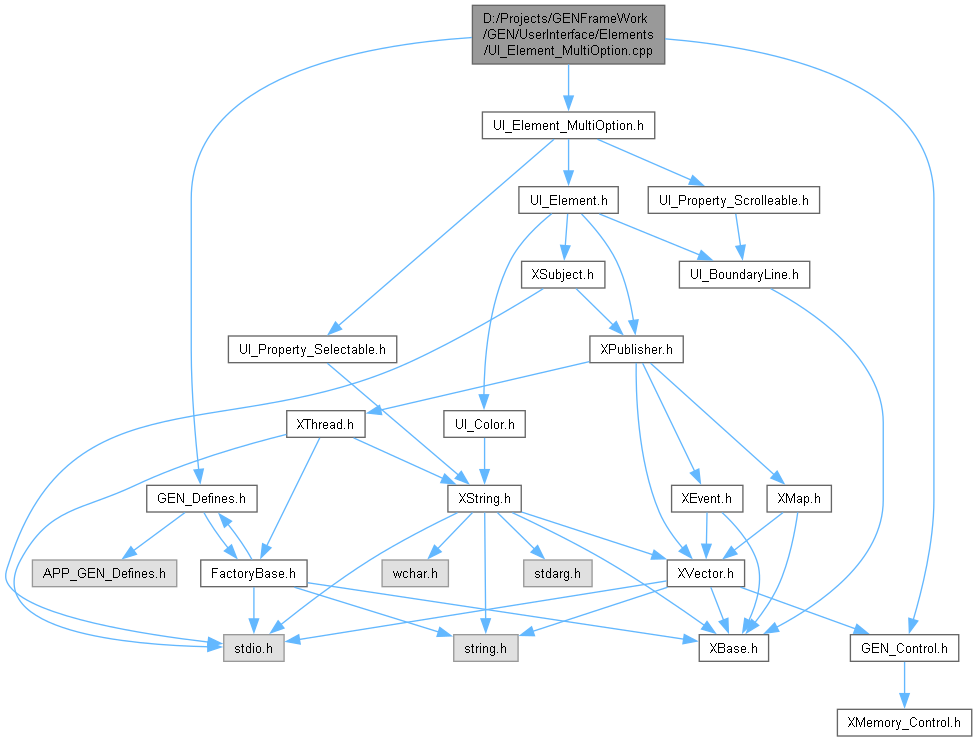 D:/Projects/GENFrameWork
/GEN/UserInterface/Elements
/UI_Element_MultiOption.cpp
UI_Element_MultiOption.h
UI_Element.h
UI_Property_Scrolleable.h
XSubject.h
UI_BoundaryLine.h
UI_Property_Selectable.h
XPublisher.h
XThread.h
UI_Color.h
GEN_Defines.h
XString.h
XEvent.h
XMap.h
APP_GEN_Defines.h
FactoryBase.h
wchar.h
stdarg.h
XVector.h
stdio.h
string.h
XBase.h
GEN_Control.h
XMemory_Control.h